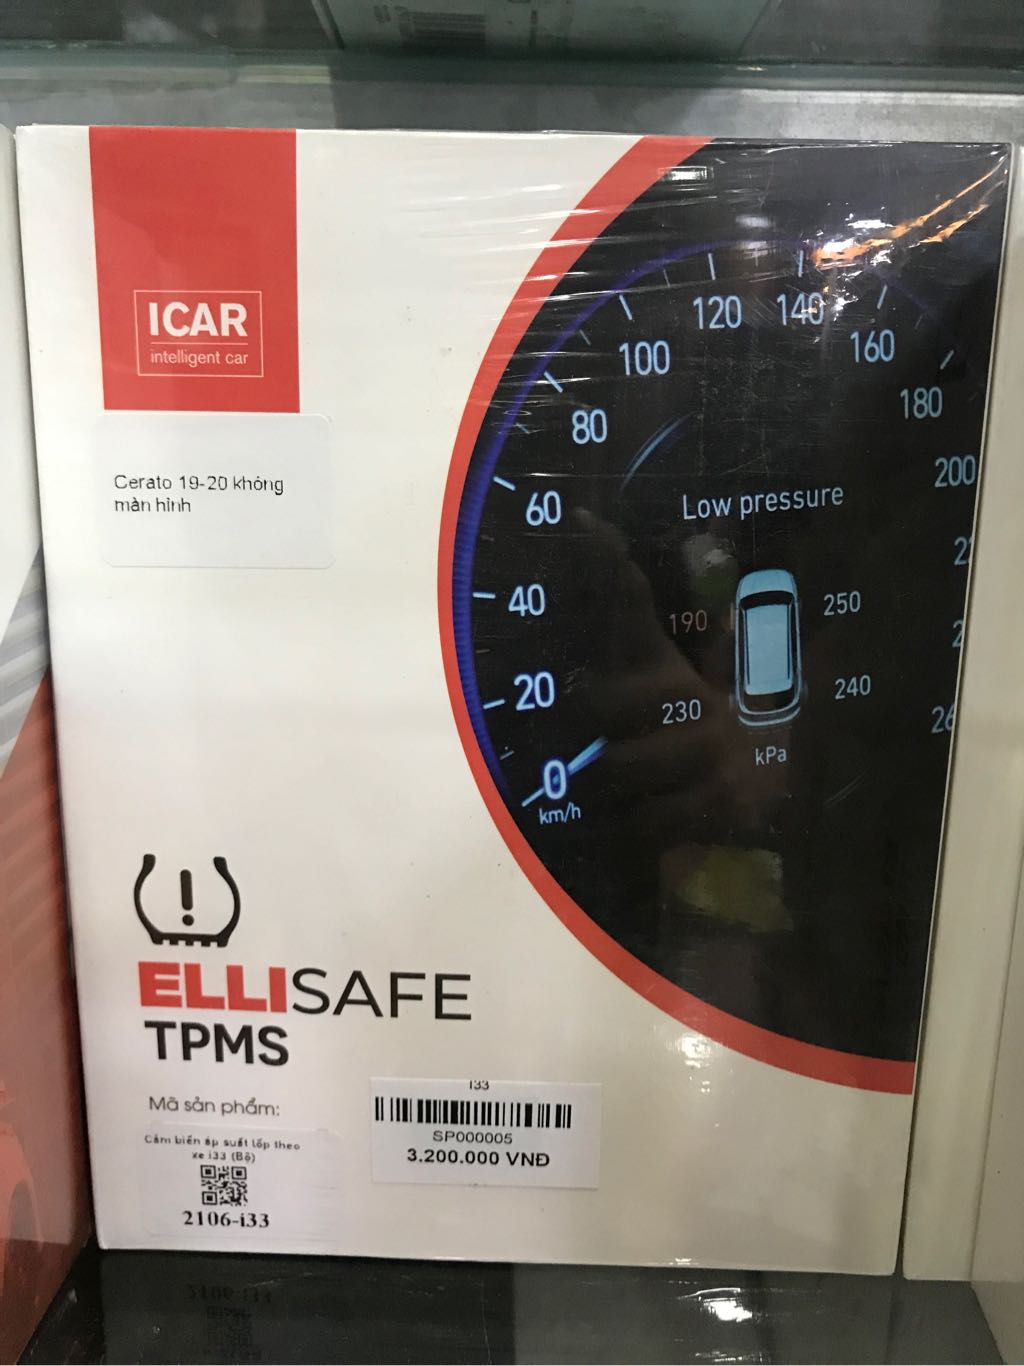 ICAR
intelligent car
Cerato 19-20 không
màn hình
0
20
40
60
80
100
120
140
160
180
200
km/h
Low pressure
190
250
230
240
kPa
ELLISAFE
TPMS
Mã sản phẩm:
Cảm biến áp suất lốp theo
xe i33 (Bộ)
2106-i33
i33
SP000005
3.200.000 VNĐ